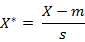 X* = (X − m) / s